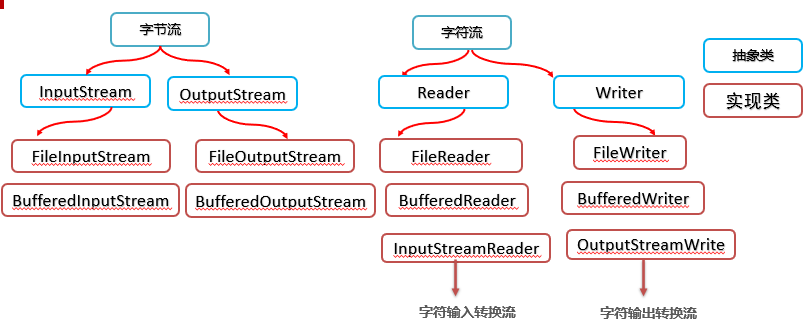 字节流
字符流
抽象类
InputStream
OutputStream
Reader
Writer
实现类
FileInputStream
FileOutputStream
FileReader
FileWriter
BufferedInputStream
BufferedOutputStream
BufferedReader
BufferedWriter
InputStreamReader
OutputStreamWrite
字符输入转换流
字符输出转换流